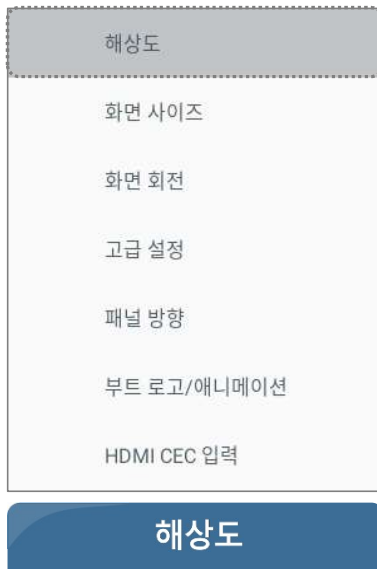 해상도
화면 사이즈
화면 회전
고급 설정
패널 방향
부트 로고/애니메이션
HDMI CEC 입력
해상도